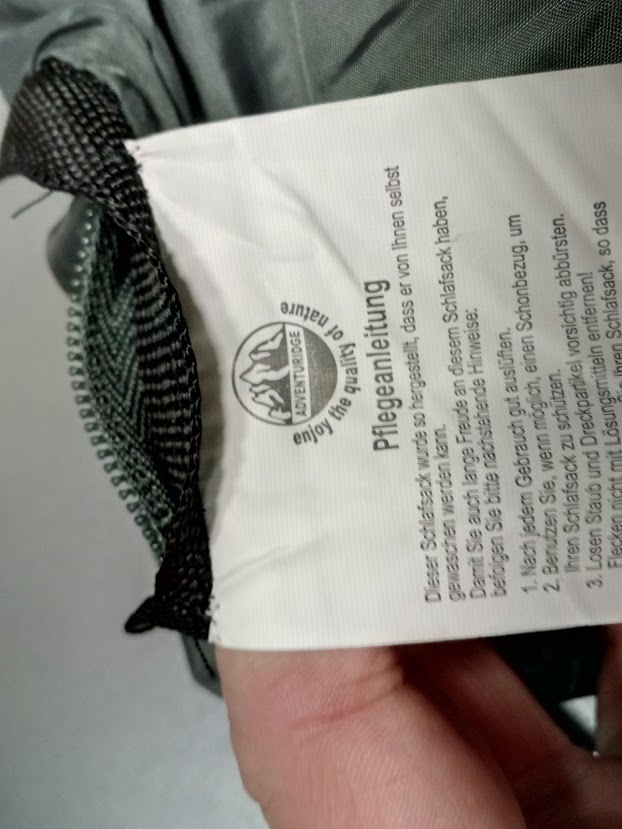 ADVENTURIDGE
enjoy the quality of nature
Pflegeanleitung
Dieser Schlafsack wurde so hergestellt, dass er von Ihnen selbst
gewaschen werden kann.
Damit Sie auch lange Freude an diesem Schlafsack haben,
befolgen Sie bitte nachstehende Hinweise:
1. Nach jedem Gebrauch gut auslüften.
2. Benutzen Sie, wenn möglich, einen Schonbezug, um
Ihren Schlafsack zu schützen.
3. Losen Staub und Dreckpartikel vorsichtig abbürsten.
Flecken nicht mit Lösungsmitteln entfernen!
Ihren Schlafsack, so dass